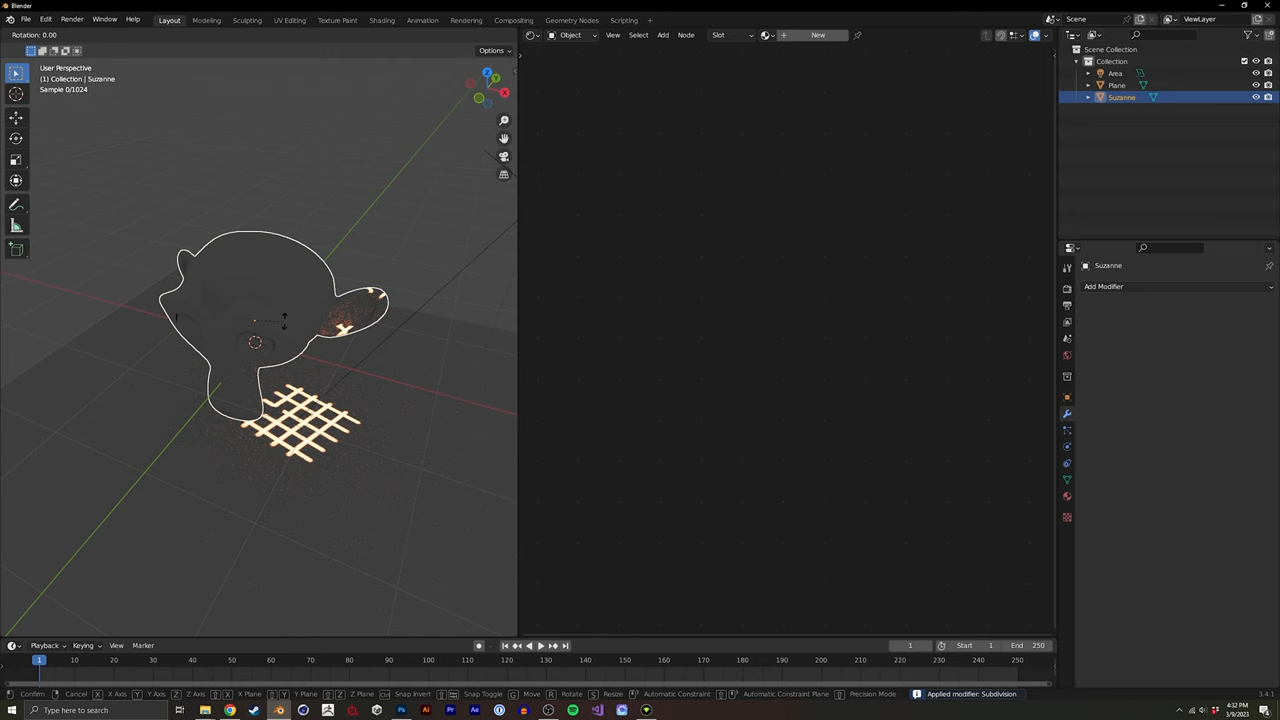 Blender
File Edit Render Window Help Layout Modeling Sculpting UV Editing Texture Paint Shading Animation Rendering Compositing Geometry Nodes Scripting + Scene ViewLayer
Rotation: 0.00
Object View Select Add Node Slot New
Options
User Perspective
(1) Collection | Suzanne
Sample 0/1024
Z Y X
Scene Collection
Collection
Area
Plane
Suzanne
Suzanne
Add Modifier
Playback Keying View Marker 1 Start 1 End 250
1 10 20 30 40 50 60 70 80 90 100 110 120 130 140 150 160 170 180 190 200 210 220 230 240 250
Confirm Cancel X X Axis Y Y Axis Z Z Axis X X Plane Y Y Plane Z Z Plane Snap Invert Snap Toggle G Move R Rotate S Resize Automatic Constraint Automatic Constraint Plane Precision Mode Applied modifier: Subdivision 3.4.1
Type here to search Ps Ai Pr Ae 4:32 PM
3/9/2023